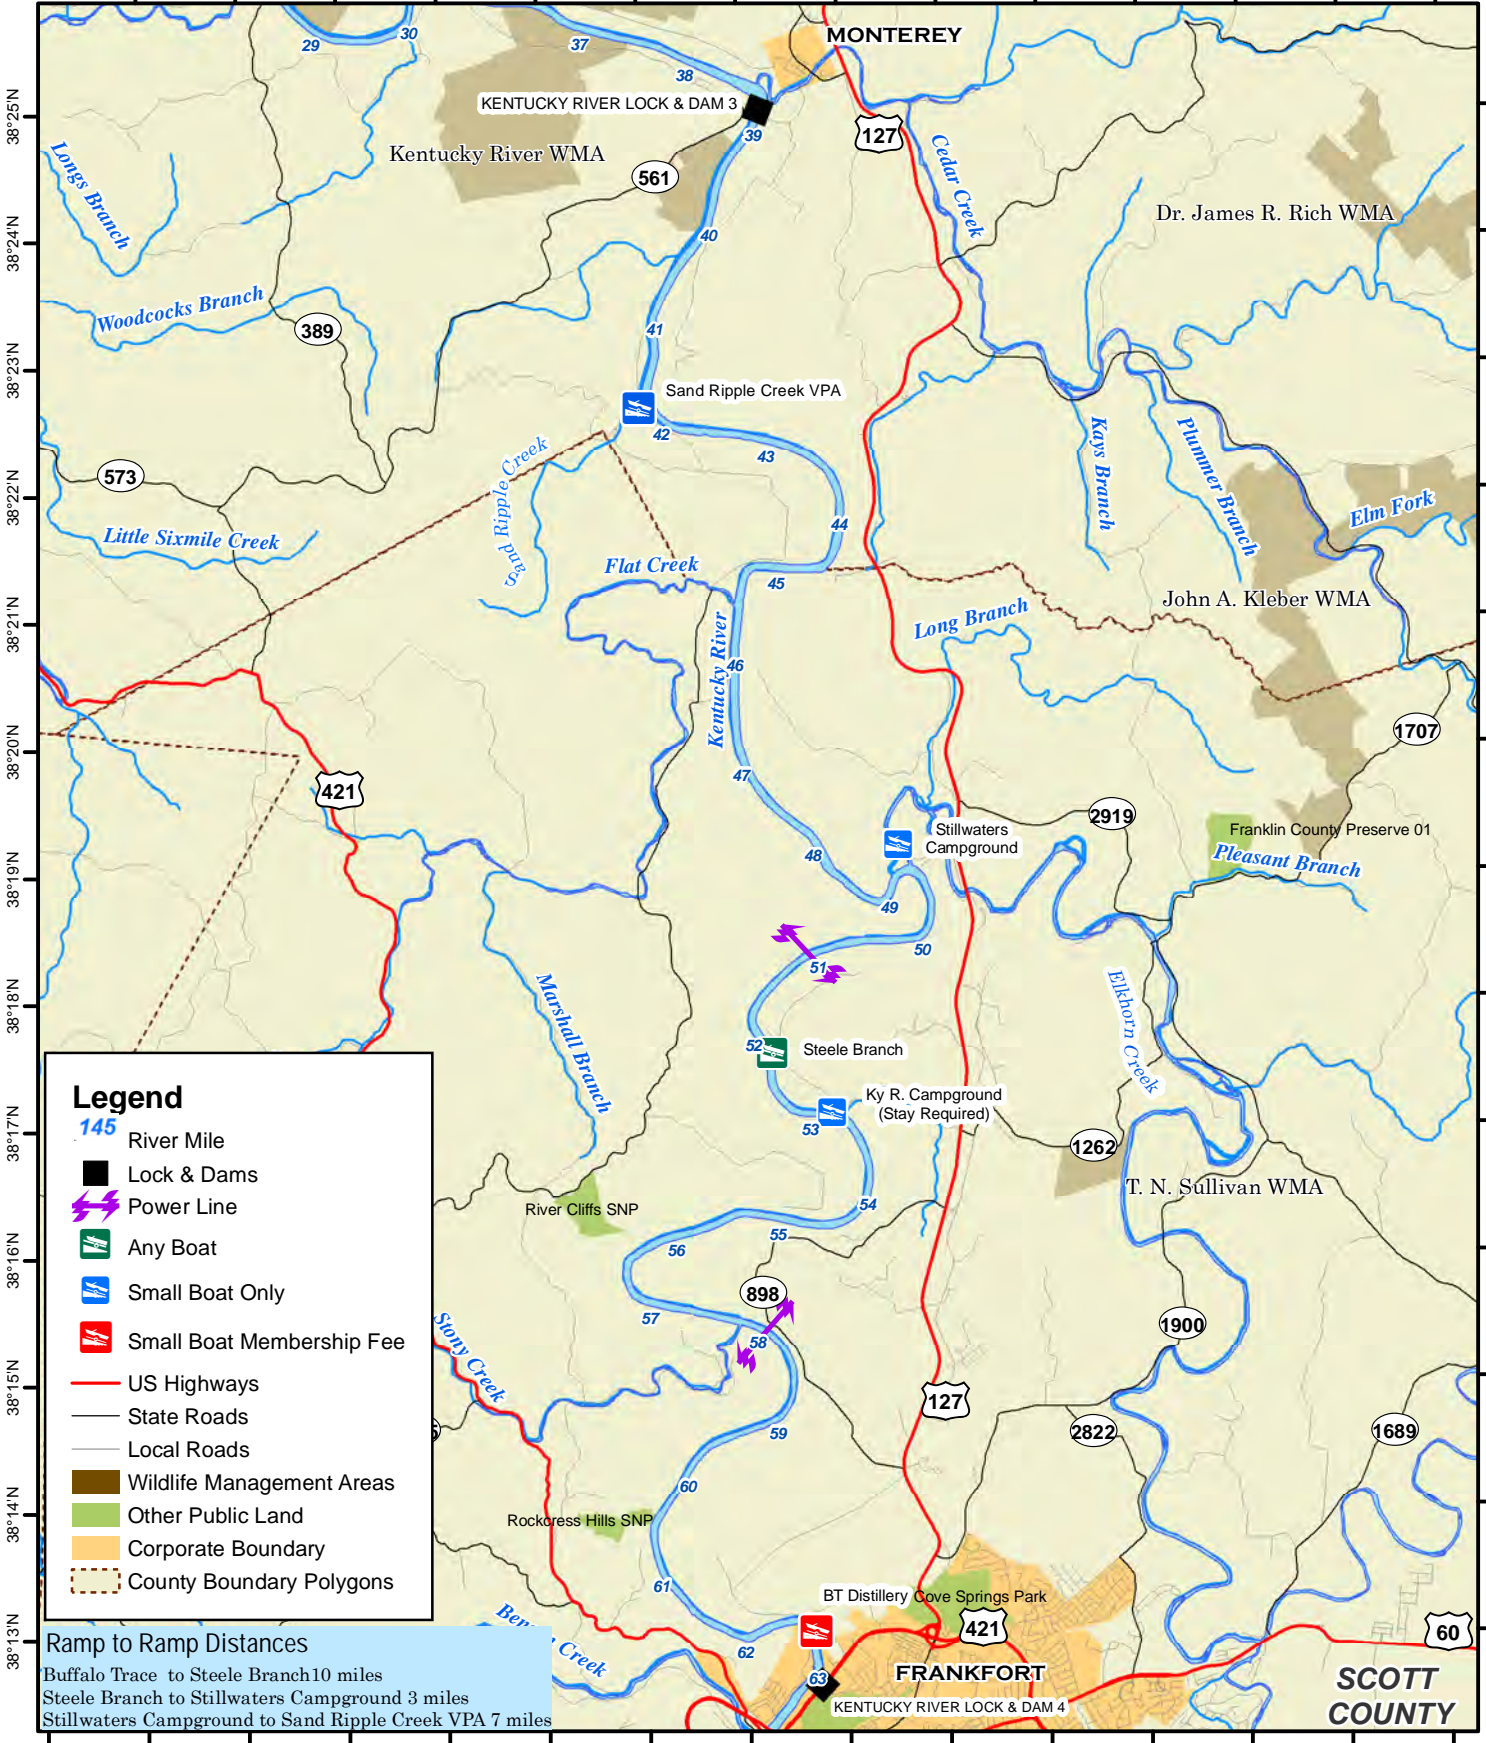 MONTEREY
29
30
37
38
KENTUCKY RIVER LOCK & DAM 3
39
127
38°25'N
Longs Branch
Kentucky River WMA
561
Cedar Creek
Dr. James R. Rich WMA
38°24'N
40
Woodcocks Branch
389
41
38°23'N
Sand Ripple Creek VPA
42
43
Kays Branch
Plummer Branch
573
Sand Ripple Creek
38°22'N
44
Elm Fork
Little Sixmile Creek
Flat Creek
45
John A. Kleber WMA
38°21'N
Long Branch
Kentucky River
46
1707
38°20'N
47
421
2919
Stillwaters
Campground
Franklin County Preserve 01
48
Pleasant Branch
38°19'N
49
50
51
Marshall Branch
Elkhorn Creek
38°18'N
52
Steele Branch
Ky R. Campground
(Stay Required)
53
38°17'N
1262
T. N. Sullivan WMA
River Cliffs SNP
54
55
56
38°16'N
898
57
58
1900
Stony Creek
38°15'N
127
59
2822
1689
60
38°14'N
Rockcress Hills SNP
61
BT Distillery
Cove Springs Park
421
60
38°13'N
62
Benson Creek
63
FRANKFORT
KENTUCKY RIVER LOCK & DAM 4
SCOTT
COUNTY
Legend
145 River Mile
Lock & Dams
Power Line
Any Boat
Small Boat Only
Small Boat Membership Fee
US Highways
State Roads
Local Roads
Wildlife Management Areas
Other Public Land
Corporate Boundary
County Boundary Polygons
Ramp to Ramp Distances
Buffalo Trace to Steele Branch10 miles
Steele Branch to Stillwaters Campground 3 miles
Stillwaters Campground to Sand Ripple Creek VPA 7 miles